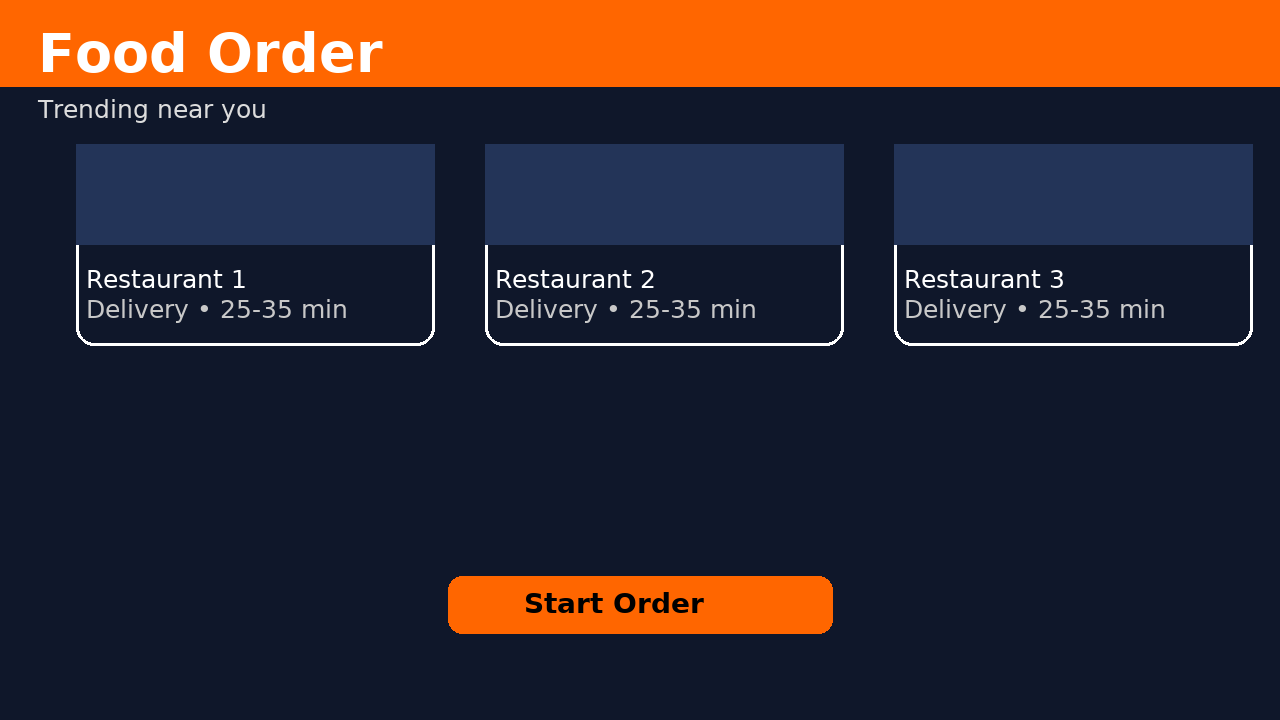 Food Order
Trending near you
Restaurant 1
Delivery • 25-35 min
Restaurant 2
Delivery • 25-35 min
Restaurant 3
Delivery • 25-35 min
Start Order